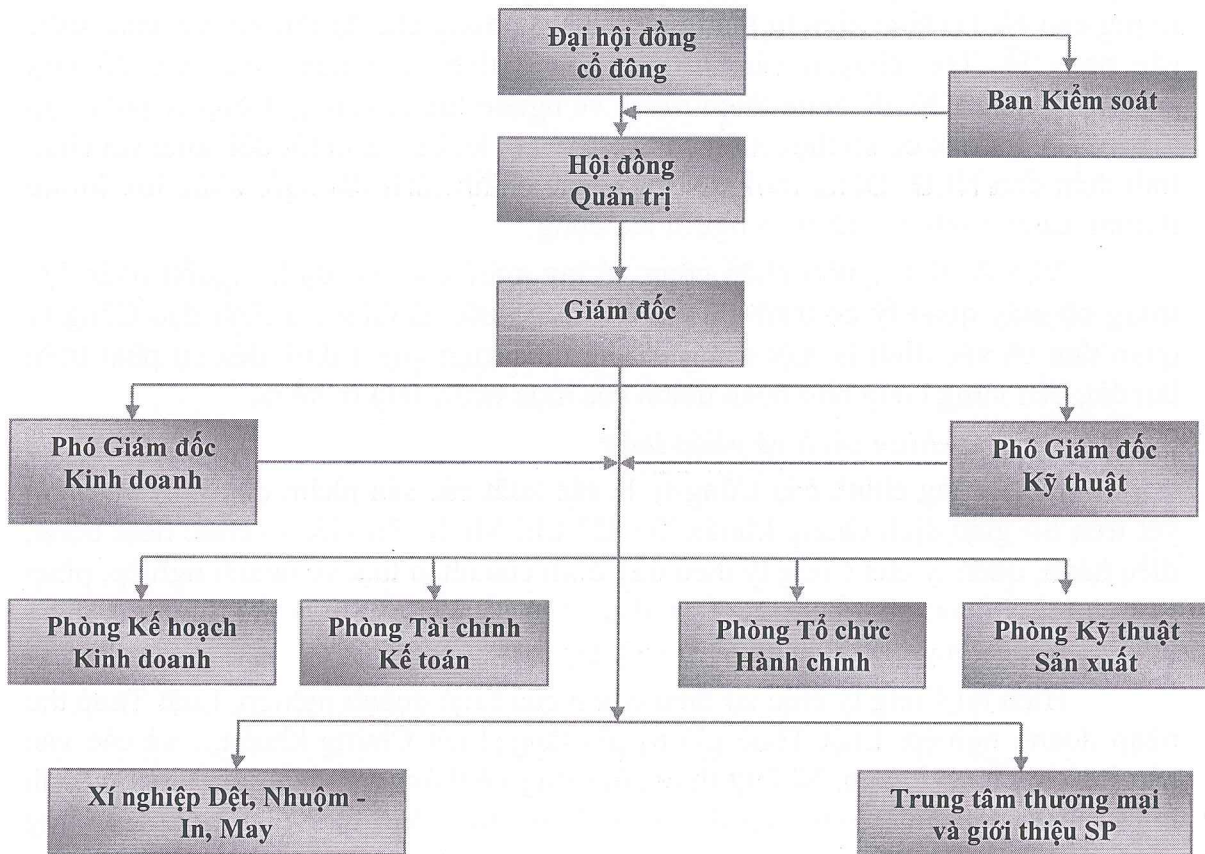 Đại hội đồng
cổ đông
Ban Kiểm soát
Hội đồng
Quản trị
Giám đốc
Phó Giám đốc
Kinh doanh
Phó Giám đốc
Kỹ thuật
Phòng Kế hoạch
Kinh doanh
Phòng Tài chính
Kế toán
Phòng Tổ chức
Hành chính
Phòng Kỹ thuật
Sản xuất
Xí nghiệp Dệt, Nhuộm -
In, May
Trung tâm thương mại
và giới thiệu SP